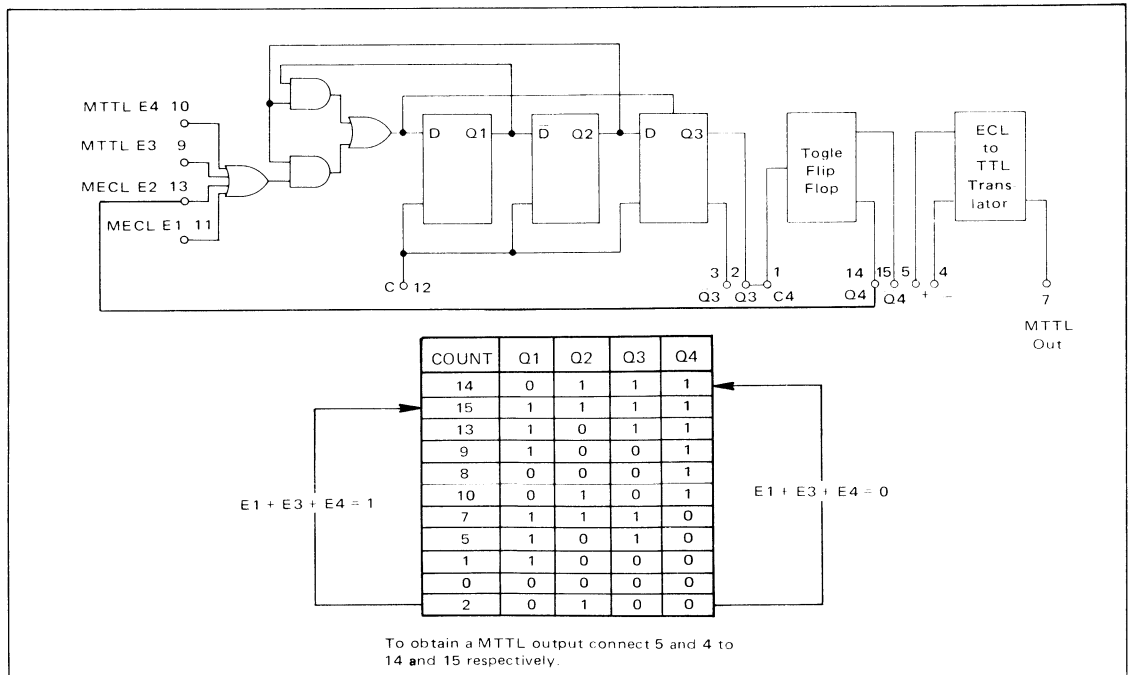 MTTL E4 10
MTTL E3 9
MECL E2 13
MECL E1 11
D Q1
D̅ Q2
D Q3
C 12
Togle
Flip
Flop
ECL
to
TTL
Trans-
lator
3 2 1 14 15 5 4
Q3 Q3 C4 Q4 Q4 + −
7
MTTL
Out
COUNT Q1 Q2 Q3 Q4
14 0 1 1 1
15 1 1 1 1
13 1 0 1 1
9 1 0 0 1
8 0 0 0 1
10 0 1 0 1
7 1 1 1 0
5 1 0 1 0
1 1 0 0 0
0 0 0 0 0
2 0 1 0 0
E1 + E3 + E4 = 1
E1 + E3 + E4 = 0
To obtain a MTTL output connect 5 and 4 to
14 and 15 respectively.